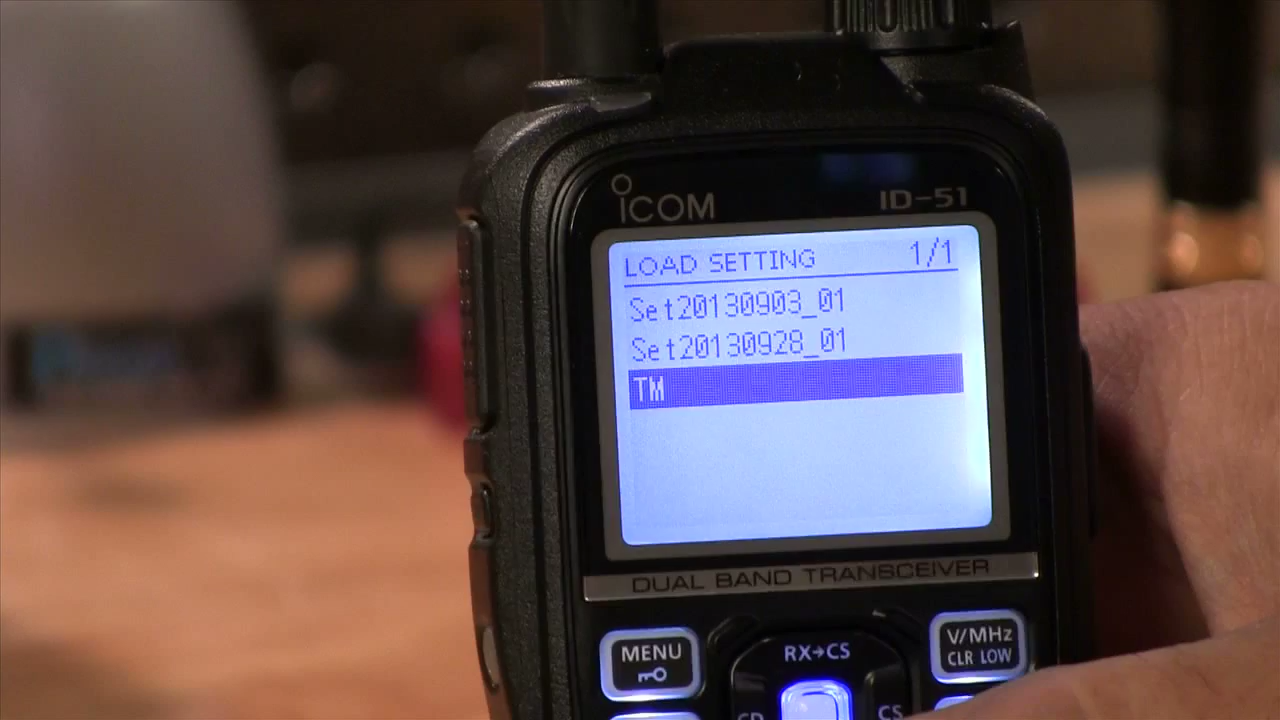 ICOM ID-51
LOAD SETTING 1/1
Set20130903_01
Set20130928_01
TM
DUAL BAND TRANSCEIVER
MENU
RX→CS
V/MHz
CLR LOW
CD
CS